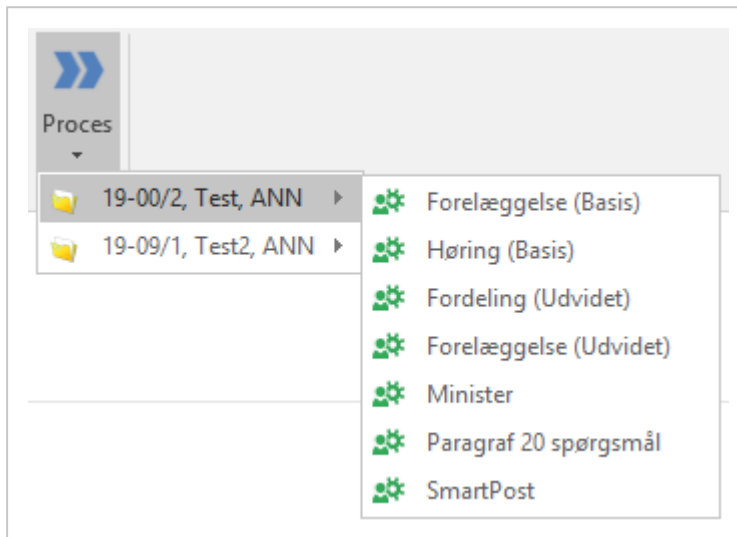 Proces
19-00/2, Test, ANN
19-09/1, Test2, ANN
Forelæggelse (Basis)
Høring (Basis)
Fordeling (Udvidet)
Forelæggelse (Udvidet)
Minister
Paragraf 20 spørgsmål
SmartPost